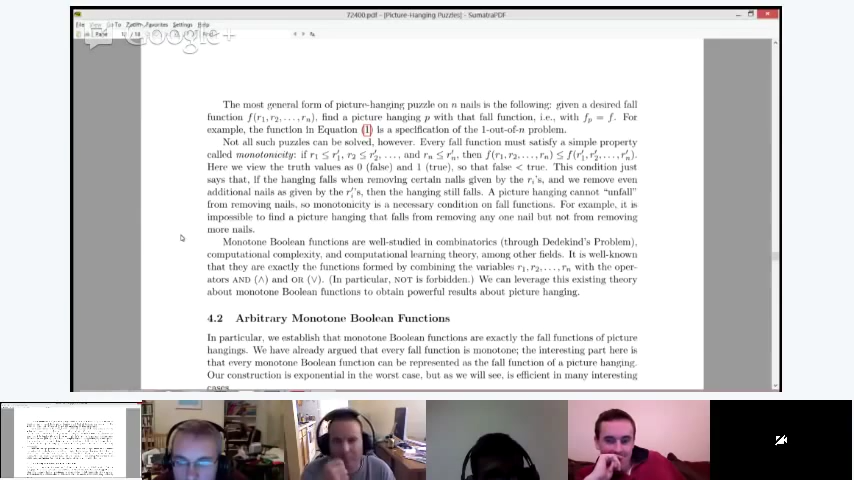 72400.pdf - [Picture-Hanging Puzzles] - SumatraPDF
File View Go To Zoom Favorites Settings Help
Page
Google+
The most general form of picture-hanging puzzle on n nails is the following: given a desired fall
function f(r₁, r₂, . . . , rₙ), find a picture hanging p with that fall function, i.e., with fₚ = f. For
example, the function in Equation (1) is a specification of the 1-out-of-n problem.
Not all such puzzles can be solved, however. Every fall function must satisfy a simple property
called monotonicity: if r₁ ≤ r′₁, r₂ ≤ r′₂, . . . , and rₙ ≤ r′ₙ, then f(r₁, r₂, . . . , rₙ) ≤ f(r′₁, r′₂, . . . , r′ₙ).
Here we view the truth values as 0 (false) and 1 (true), so that false < true. This condition just
says that, if the hanging falls when removing certain nails given by the rᵢ's, and we remove even
additional nails as given by the r′ᵢ's, then the hanging still falls. A picture hanging cannot "unfall"
from removing nails, so monotonicity is a necessary condition on fall functions. For example, it is
impossible to find a picture hanging that falls from removing any one nail but not from removing
more nails.
Monotone Boolean functions are well-studied in combinatorics (through Dedekind's Problem),
computational complexity, and computational learning theory, among other fields. It is well-known
that they are exactly the functions formed by combining the variables r₁, r₂, . . . , rₙ with the oper-
ators AND (∧) and OR (∨). (In particular, NOT is forbidden.) We can leverage this existing theory
about monotone Boolean functions to obtain powerful results about picture hanging.
4.2 Arbitrary Monotone Boolean Functions
In particular, we establish that monotone Boolean functions are exactly the fall functions of picture
hangings. We have already argued that every fall function is monotone; the interesting part here is
that every monotone Boolean function can be represented as the fall function of a picture hanging.
Our construction is exponential in the worst case, but as we will see, is efficient in many interesting
cases.